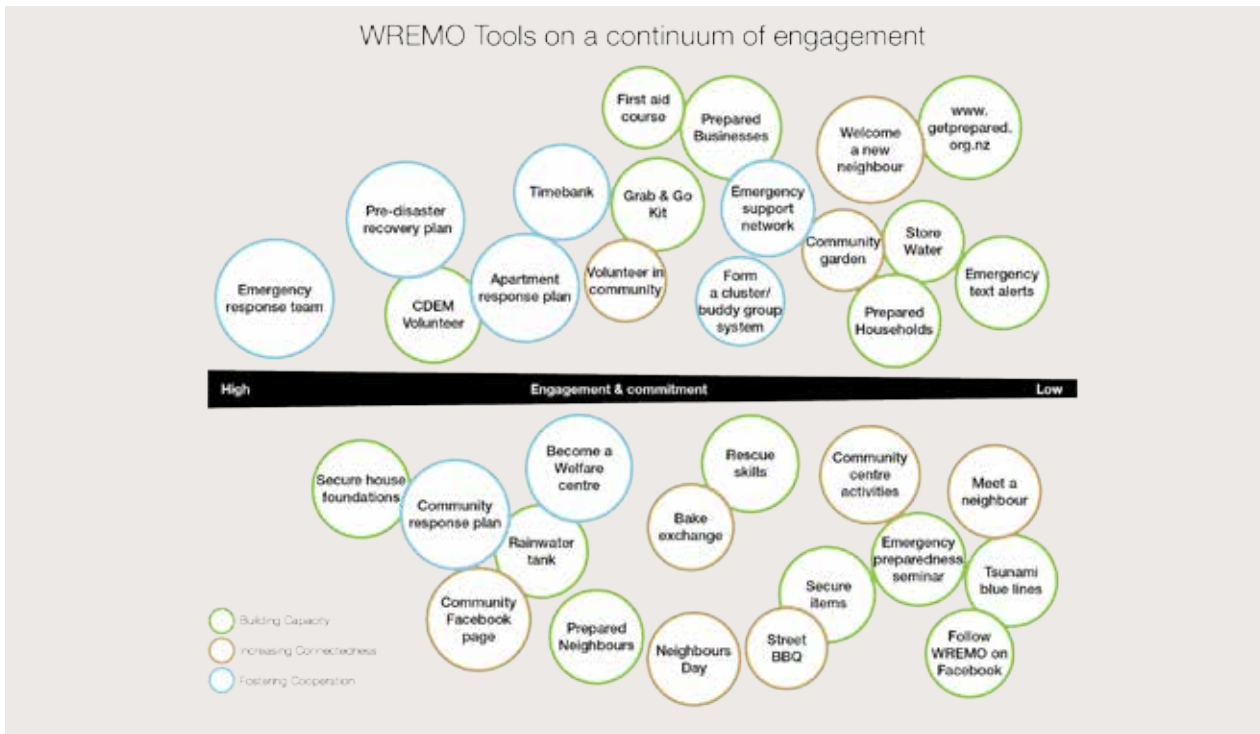 WREMO Tools on a continuum of engagement
First aid
course
Prepared
Businesses
Welcome
a new
neighbour
www.
getprepared.
org.nz
Pre-disaster
recovery plan
Timebank
Grab & Go
Kit
Emergency
support
network
Community
garden
Store
Water
Emergency
response team
CDEM
Volunteer
Apartment
response plan
Volunteer in
community
Form
a cluster/
buddy group
system
Prepared
Households
Emergency
text alerts
High
Engagement & commitment
Low
Secure house
foundations
Community
response plan
Become a
Welfare
centre
Rainwater
tank
Rescue
skills
Bake
exchange
Community
centre
activities
Meet a
neighbour
Emergency
preparedness
seminar
Tsunami
blue lines
Secure
items
Community
Facebook
page
Prepared
Neighbours
Neighbours
Day
Street
BBQ
Follow
WREMO on
Facebook
Building Capacity
Increasing Connectedness
Fostering Cooperation